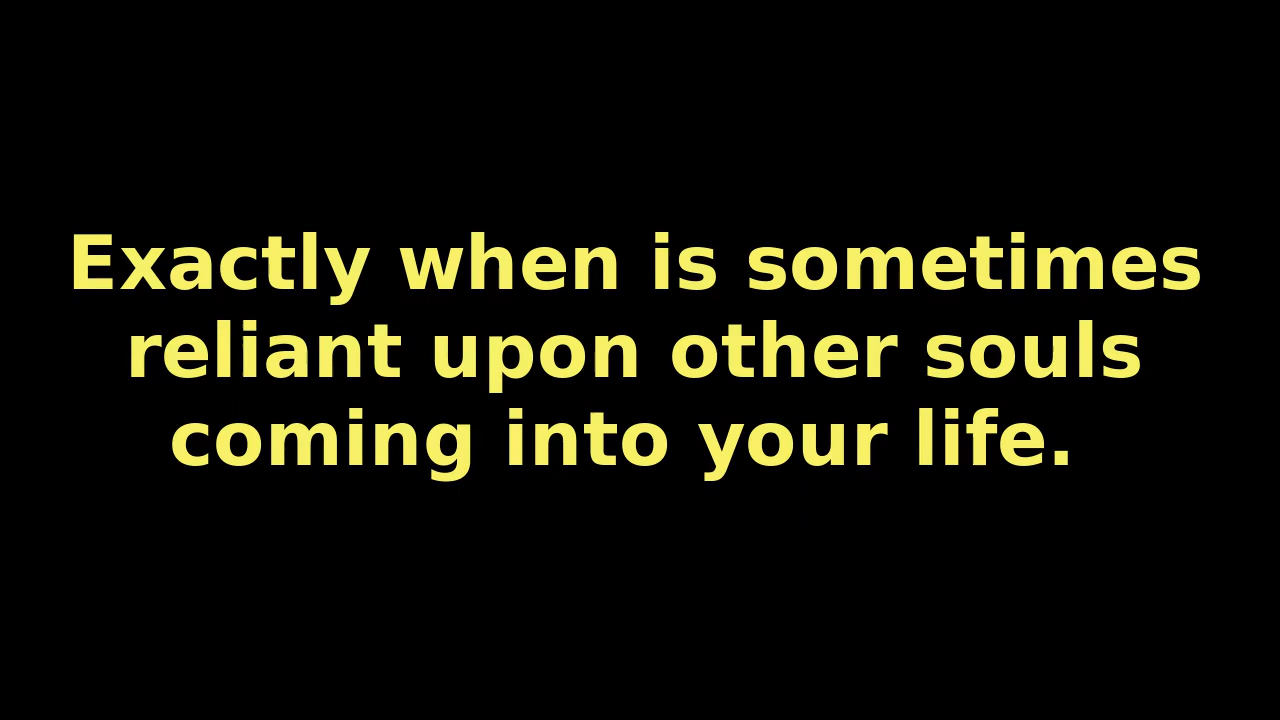 Exactly when is sometimes
reliant upon other souls
coming into your life.